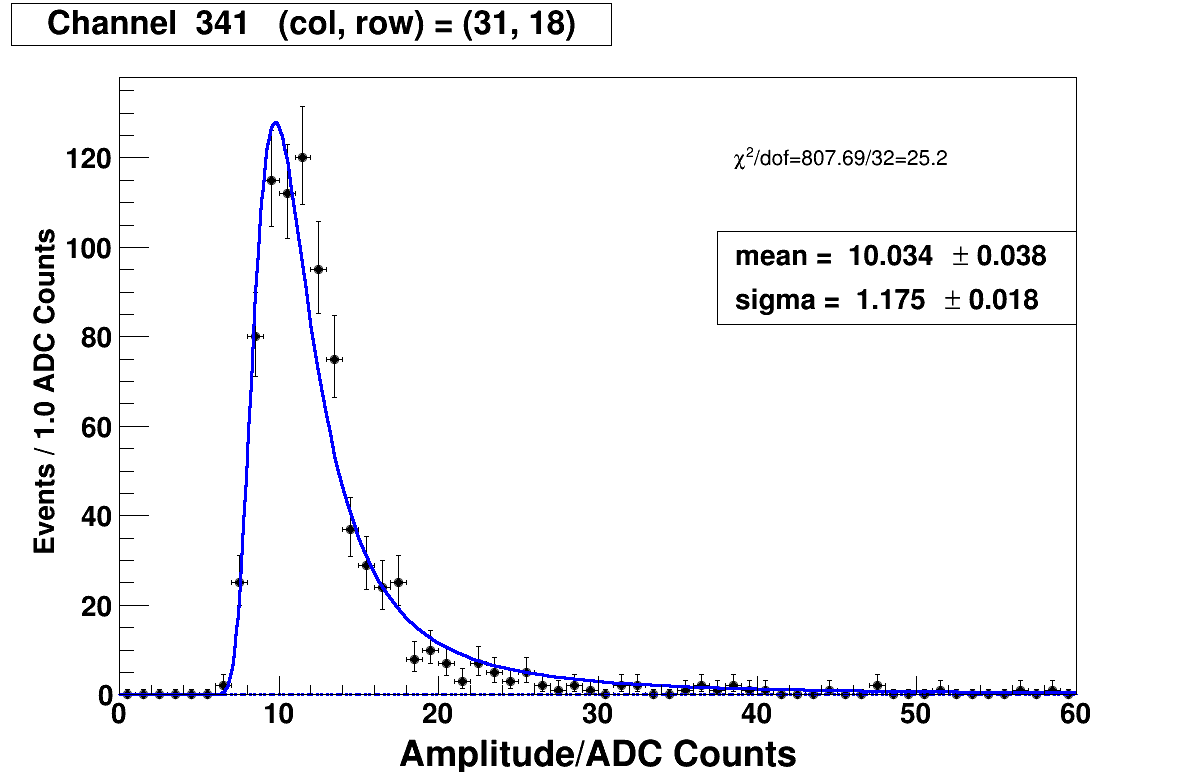 Channel 341 (col, row) = (31, 18)
χ²/dof=807.69/32=25.2
mean = 10.034 ± 0.038
sigma = 1.175 ± 0.018
Events / 1.0 ADC Counts
120
100
80
60
40
20
0
0 10 20 30 40 50 60
Amplitude/ADC Counts